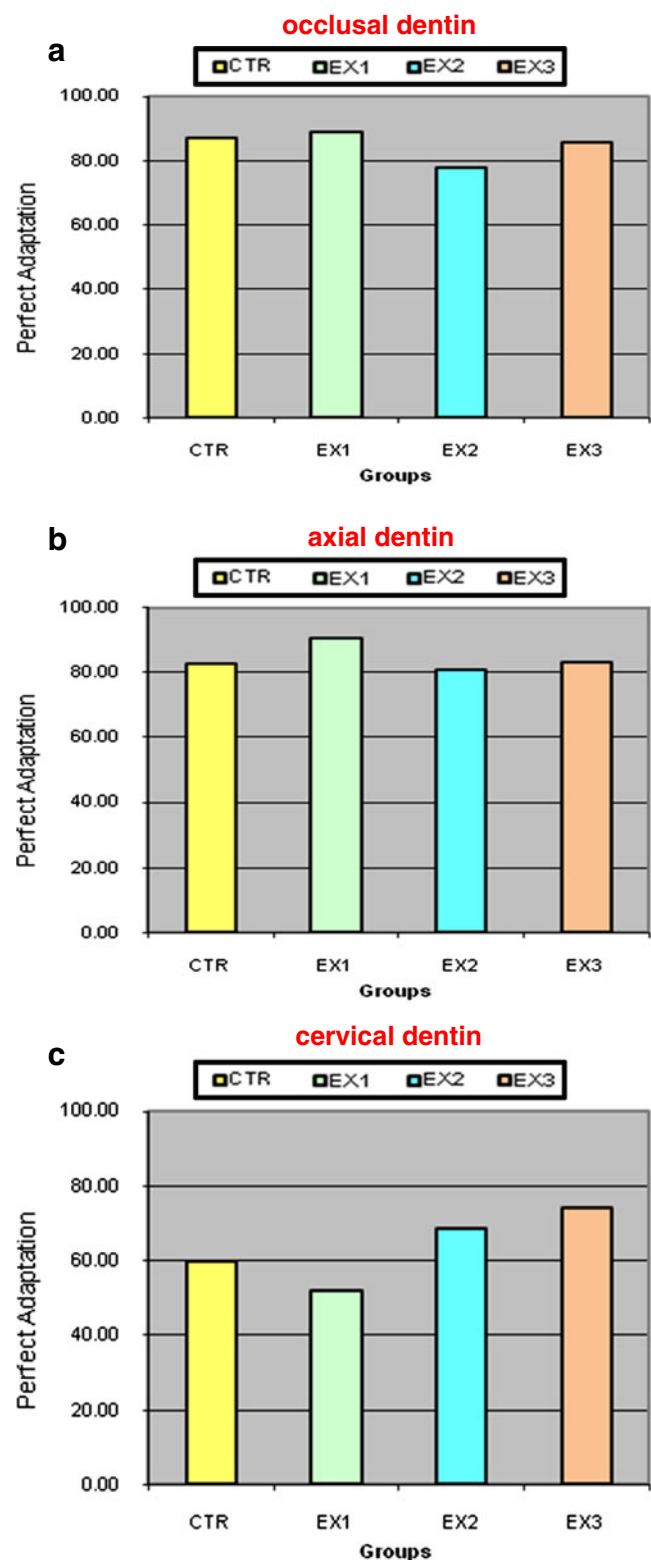 occlusal dentin
a
CTR EX1 EX2 EX3
100.00
80.00
60.00
40.00
20.00
0.00
Perfect Adaptation
CTR EX1 EX2 EX3
Groups
axial dentin
b
CTR EX1 EX2 EX3
100.00
80.00
60.00
40.00
20.00
0.00
Perfect Adaptation
CTR EX1 EX2 EX3
Groups
cervical dentin
c
CTR EX1 EX2 EX3
100.00
80.00
60.00
40.00
20.00
0.00
Perfect Adaptation
CTR EX1 EX2 EX3
Groups